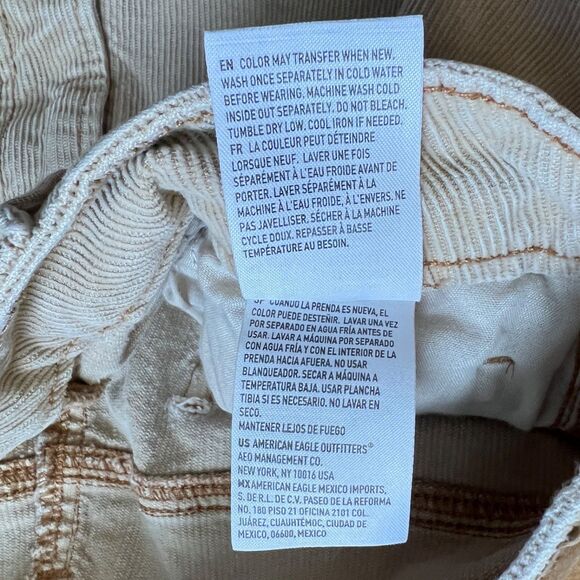 EN COLOR MAY TRANSFER WHEN NEW.
WASH ONCE SEPARATELY IN COLD WATER
BEFORE WEARING. MACHINE WASH COLD
INSIDE OUT SEPARATELY. DO NOT BLEACH.
TUMBLE DRY LOW. COOL IRON IF NEEDED.
FR LA COULEUR PEUT DÉTEINDRE
LORSQUE NEUF. LAVER UNE FOIS
SÉPARÉMENT À L'EAU FROIDE AVANT DE
PORTER. LAVER SÉPARÉMENT À LA
MACHINE À L'EAU FROIDE, À L'ENVERS. NE
PAS JAVELLISER. SÉCHER À LA MACHINE
CYCLE DOUX. REPASSER À BASSE
TEMPÉRATURE AU BESOIN.
SP CUANDO LA PRENDA ES NUEVA, EL
COLOR PUEDE DESTEÑIR. LAVAR UNA VEZ
POR SEPARADO EN AGUA FRÍA ANTES DE
USAR. LAVAR A MÁQUINA POR SEPARADO
CON AGUA FRÍA Y CON EL INTERIOR DE LA
PRENDA HACIA AFUERA. NO USAR
BLANQUEADOR. SECAR A MÁQUINA A
TEMPERATURA BAJA. USAR PLANCHA
TIBIA SI ES NECESARIO. NO LAVAR EN
SECO.
MANTENER LEJOS DE FUEGO
US AMERICAN EAGLE OUTFITTERS®
AEO MANAGEMENT CO.
NEW YORK, NY 10016 USA
MX AMERICAN EAGLE MEXICO IMPORTS,
S. DE R.L. DE C.V. PASEO DE LA REFORMA
NO. 180 PISO 21 OFICINA 2101 COL.
JUÁREZ, CUAUHTÉMOC, CIUDAD DE
MÉXICO, 06600, MÉXICO